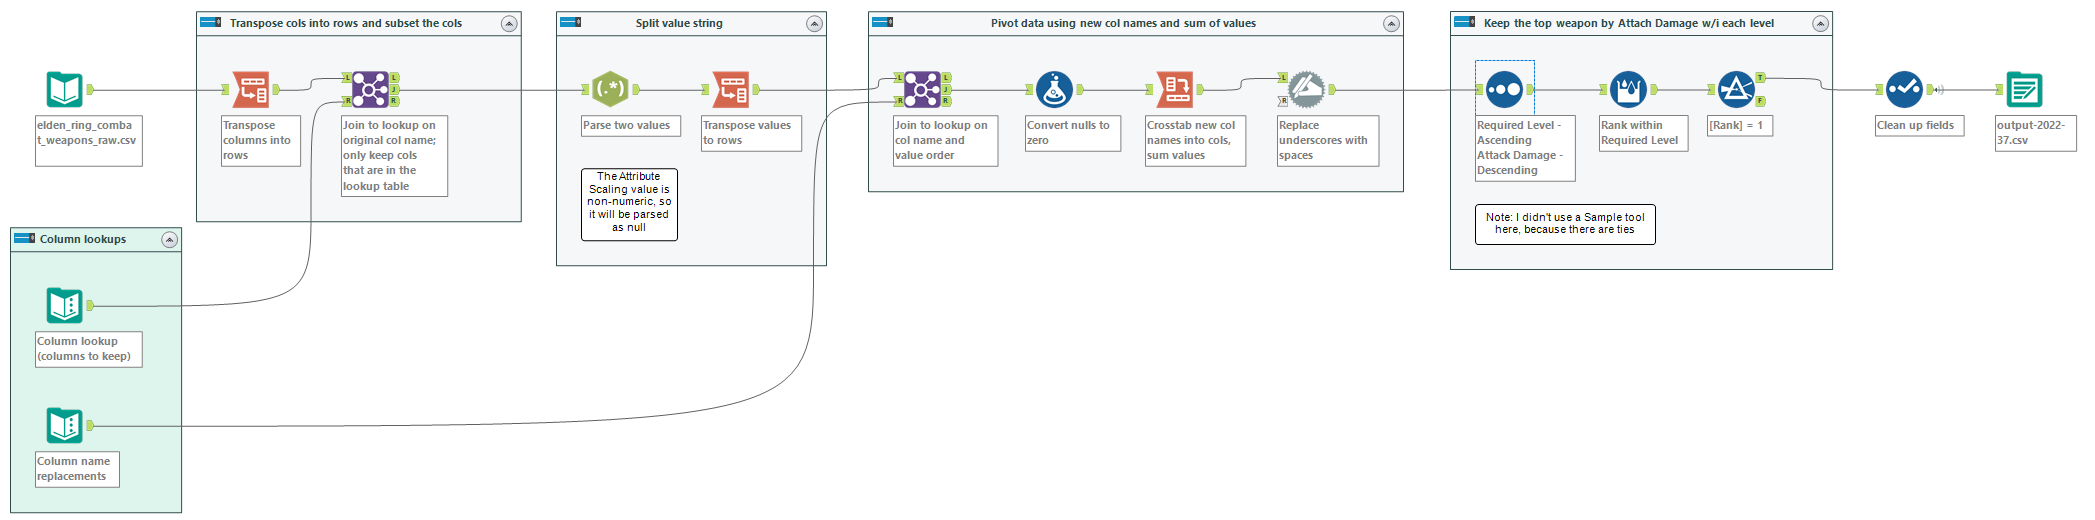 Transpose cols into rows and subset the cols
elden_ring_comba
t_weapons_raw.csv
Transpose
columns into
rows
L
R
L
J
R
Join to lookup on
original col name;
only keep cols
that are in the
lookup table
Column lookups
Column lookup
(columns to keep)
Column name
replacements
Split value string
(.*)
Parse two values
The Attribute
Scaling value is
non-numeric, so
it will be parsed
as null
Transpose values
to rows
Pivot data using new col names and sum of values
L
R
L
J
R
Join to lookup on
col name and
value order
Convert nulls to
zero
Crosstab new col
names into cols,
sum values
L
R
Replace
underscores with
spaces
Keep the top weapon by Attach Damage w/i each level
Required Level -
Ascending
Attack Damage -
Descending
Rank within
Required Level
T
F
[Rank] = 1
Note: I didn't use a Sample tool
here, because there are ties
Clean up fields
output-2022-
37.csv